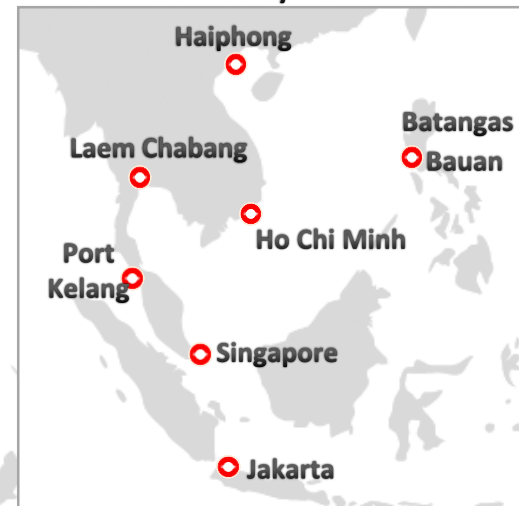 Haiphong
Batangas
Laem Chabang
Bauan
Ho Chi Minh
Port
Kelang
Singapore
Jakarta